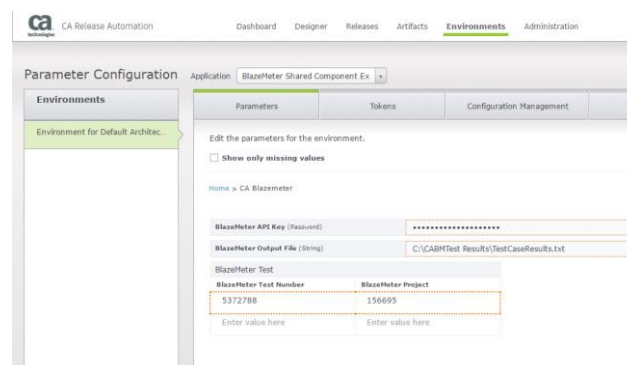 ca technologies CA Release Automation Dashboard Designer Releases Artifacts Environments Administration
Parameter Configuration Application BlazeMeter Shared Component Ex
Environments Parameters Tokens Configuration Management
Environment for Default Architec.. Edit the parameters for the environment.
Show only missing values
Home > CA Blazemeter
BlazeMeter API Key (Password) ••••••••••••••••••••
BlazeMeter Output File (String) C:\CABMTest Results\TestCaseResults.txt
BlazeMeter Test
BlazeMeter Test Number BlazeMeter Project
5372788 156695
Enter value here Enter value here